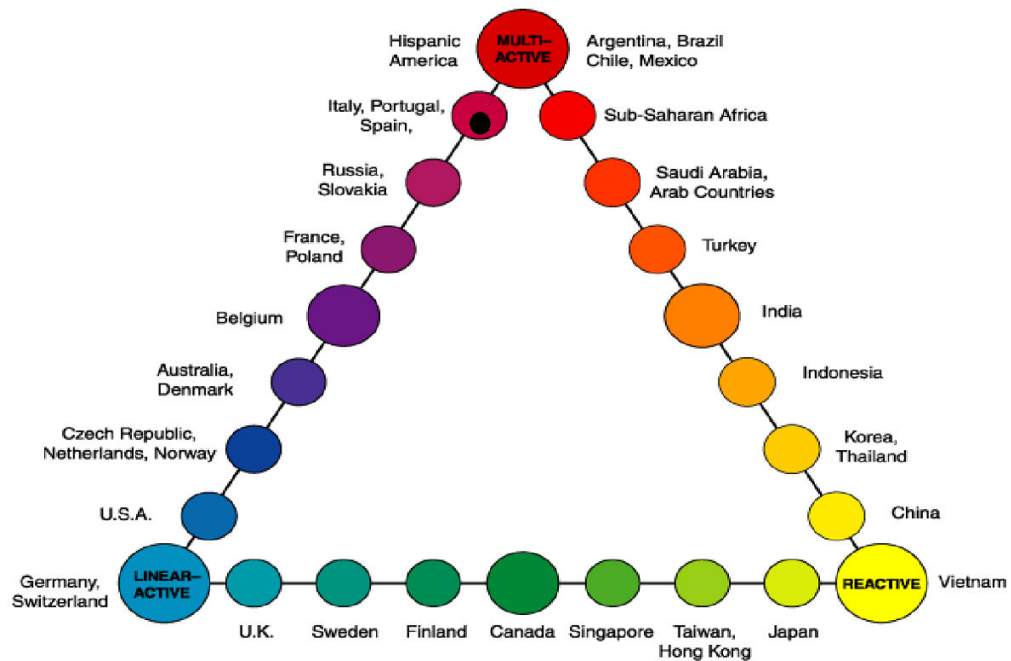 Hispanic
America
MULTI–
ACTIVE
Argentina, Brazil
Chile, Mexico
Italy, Portugal,
Spain,
Sub-Saharan Africa
Russia,
Slovakia
Saudi Arabia,
Arab Countries
France,
Poland
Turkey
Belgium
India
Australia,
Denmark
Indonesia
Czech Republic,
Netherlands, Norway
Korea,
Thailand
U.S.A.
China
Germany,
Switzerland
LINEAR–
ACTIVE
REACTIVE
Vietnam
U.K.
Sweden
Finland
Canada
Singapore
Taiwan,
Hong Kong
Japan